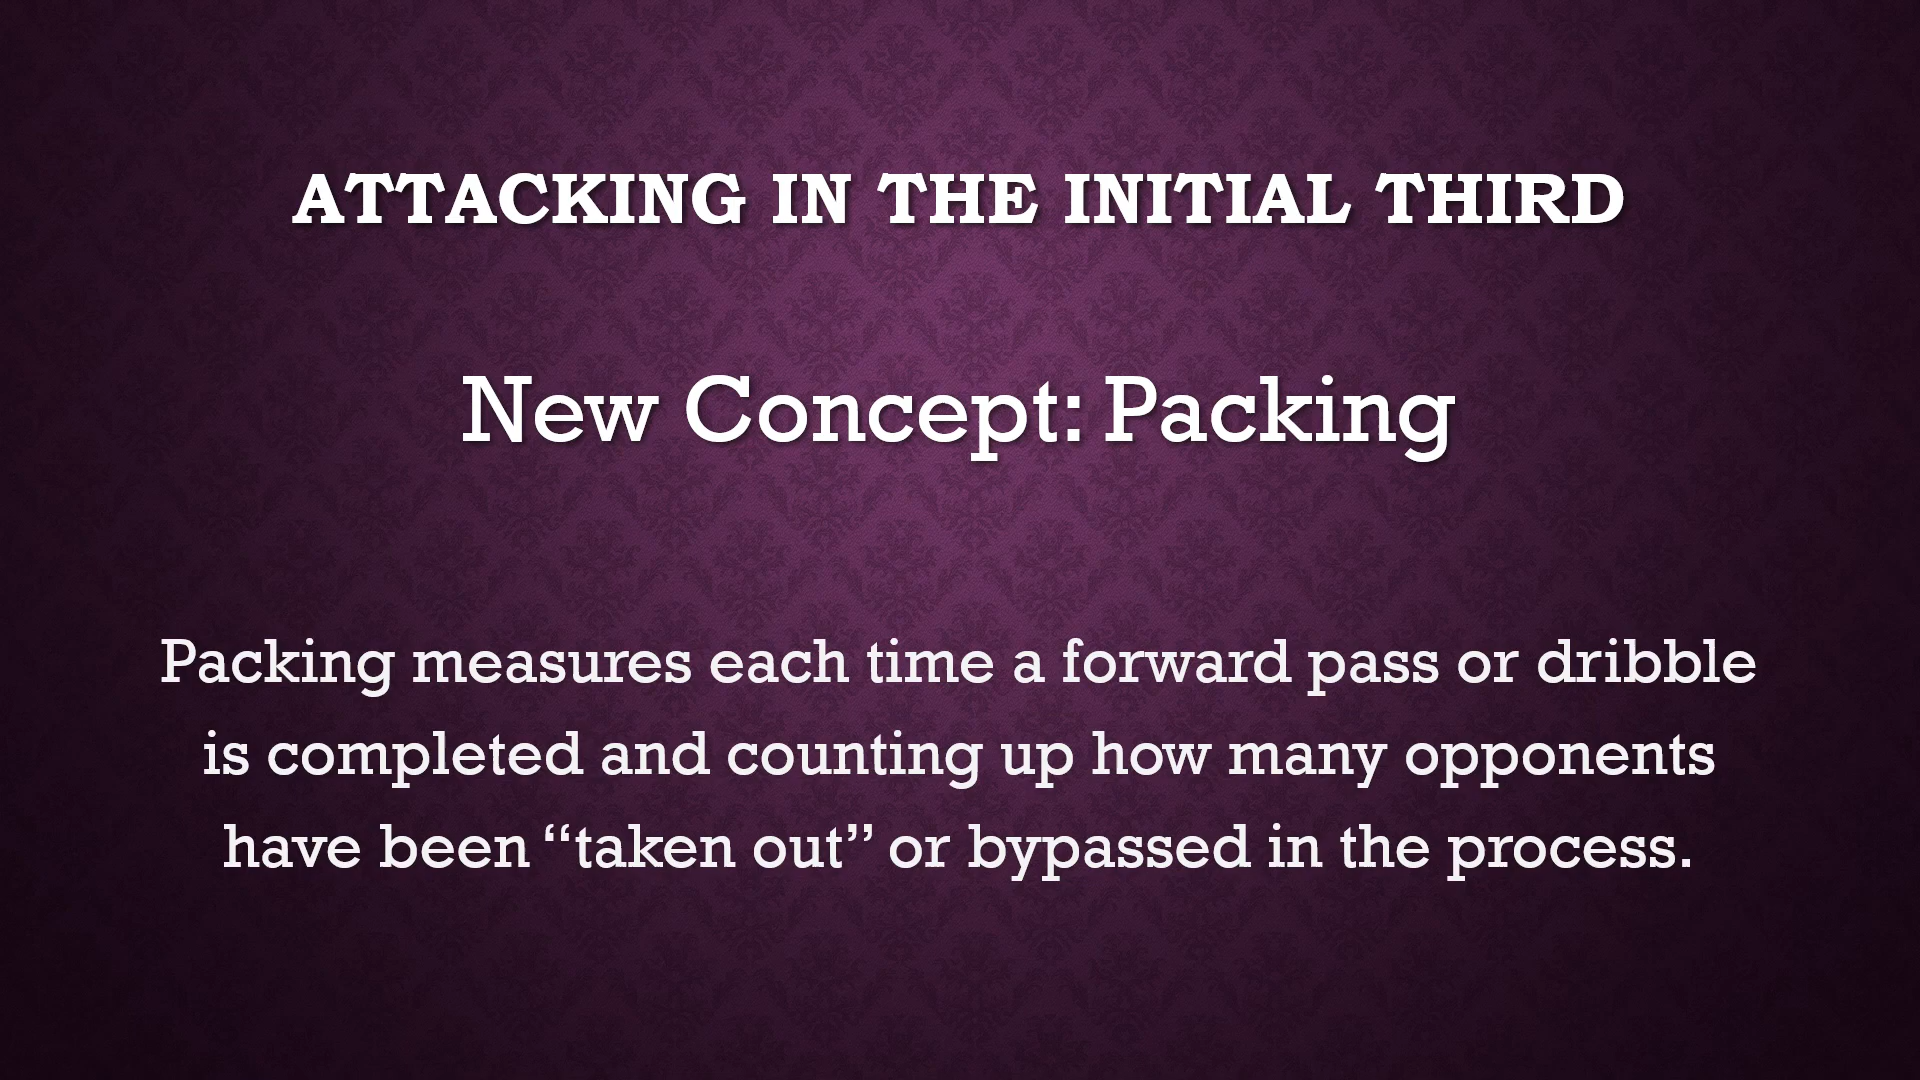 ATTACKING IN THE INITIAL THIRD
New Concept: Packing
Packing measures each time a forward pass or dribble
is completed and counting up how many opponents
have been “taken out” or bypassed in the process.